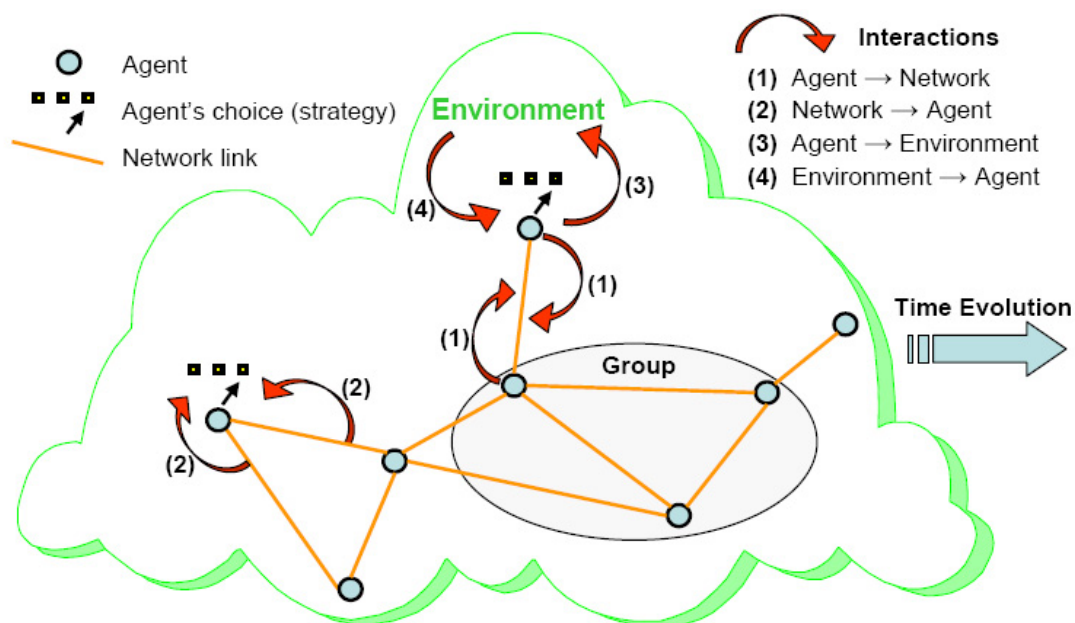 Agent
Agent's choice (strategy)
Network link
Interactions
(1) Agent → Network
(2) Network → Agent
(3) Agent → Environment
(4) Environment → Agent
Environment
(4)
(3)
(1)
(1)
Time Evolution
Group
(2)
(2)